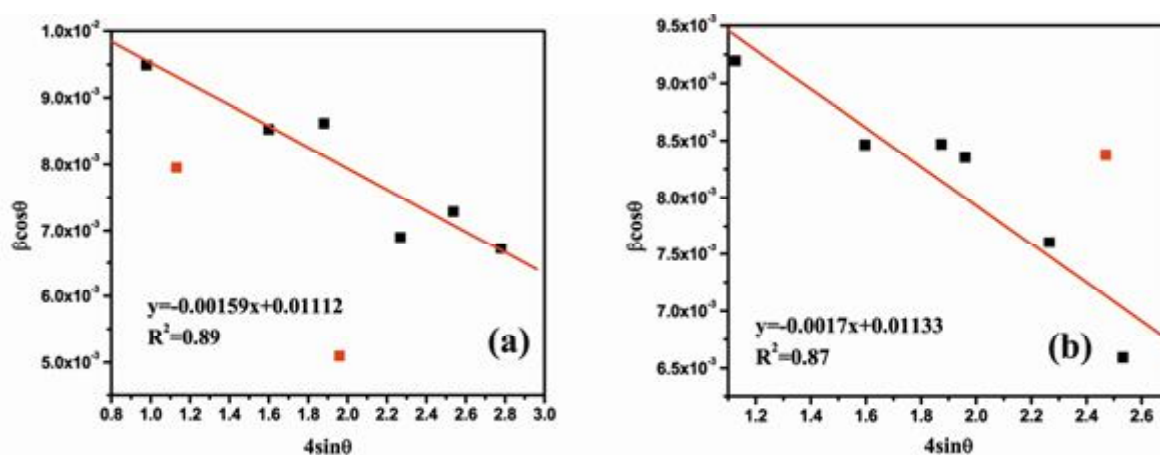 1.0x10⁻²
9.0x10⁻³
8.0x10⁻³
7.0x10⁻³
6.0x10⁻³
5.0x10⁻³
βcosθ
y=-0.00159x+0.01112
R²=0.89
(a)
0.8 1.0 1.2 1.4 1.6 1.8 2.0 2.2 2.4 2.6 2.8 3.0
4sinθ
9.5x10⁻³
9.0x10⁻³
8.5x10⁻³
8.0x10⁻³
7.5x10⁻³
7.0x10⁻³
6.5x10⁻³
βcosθ
y=-0.0017x+0.01133
R²=0.87
(b)
1.2 1.4 1.6 1.8 2.0 2.2 2.4 2.6
4sinθ